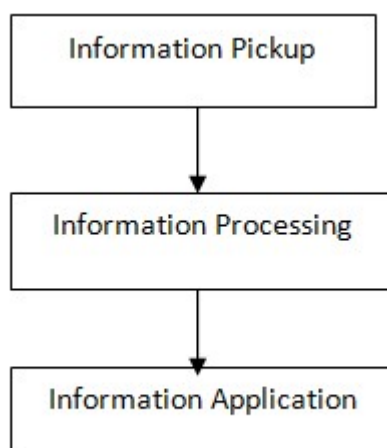 Information Pickup
Information Processing
Information Application